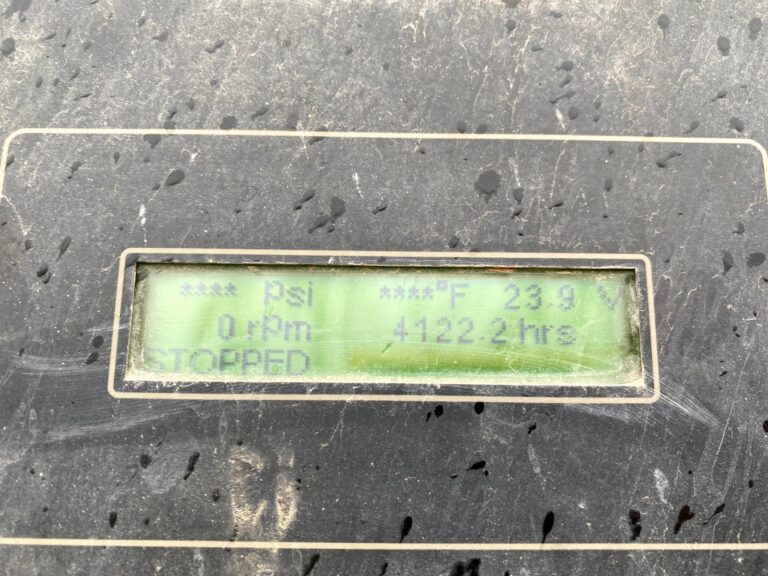 **** psi ****°F 23.9 V
0 rpm 4122.2 hrs
STOPPED